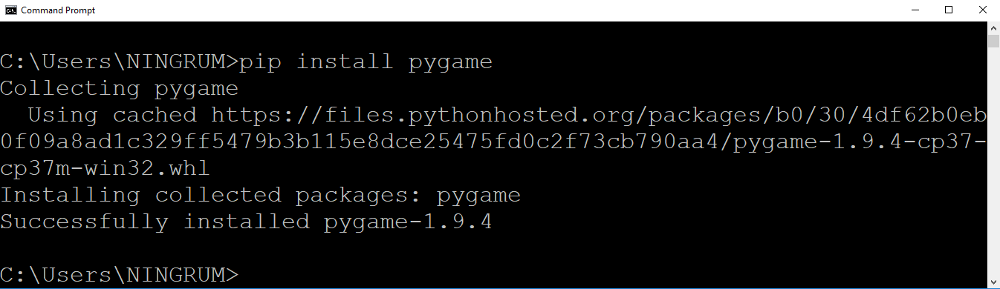 Command Prompt
C:\Users\NINGRUM>pip install pygame
Collecting pygame
  Using cached https://files.pythonhosted.org/packages/b0/30/4df62b0eb
0f09a8ad1c329ff5479b3b115e8dce25475fd0c2f73cb790aa4/pygame-1.9.4-cp37-
cp37m-win32.whl
Installing collected packages: pygame
Successfully installed pygame-1.9.4
C:\Users\NINGRUM>